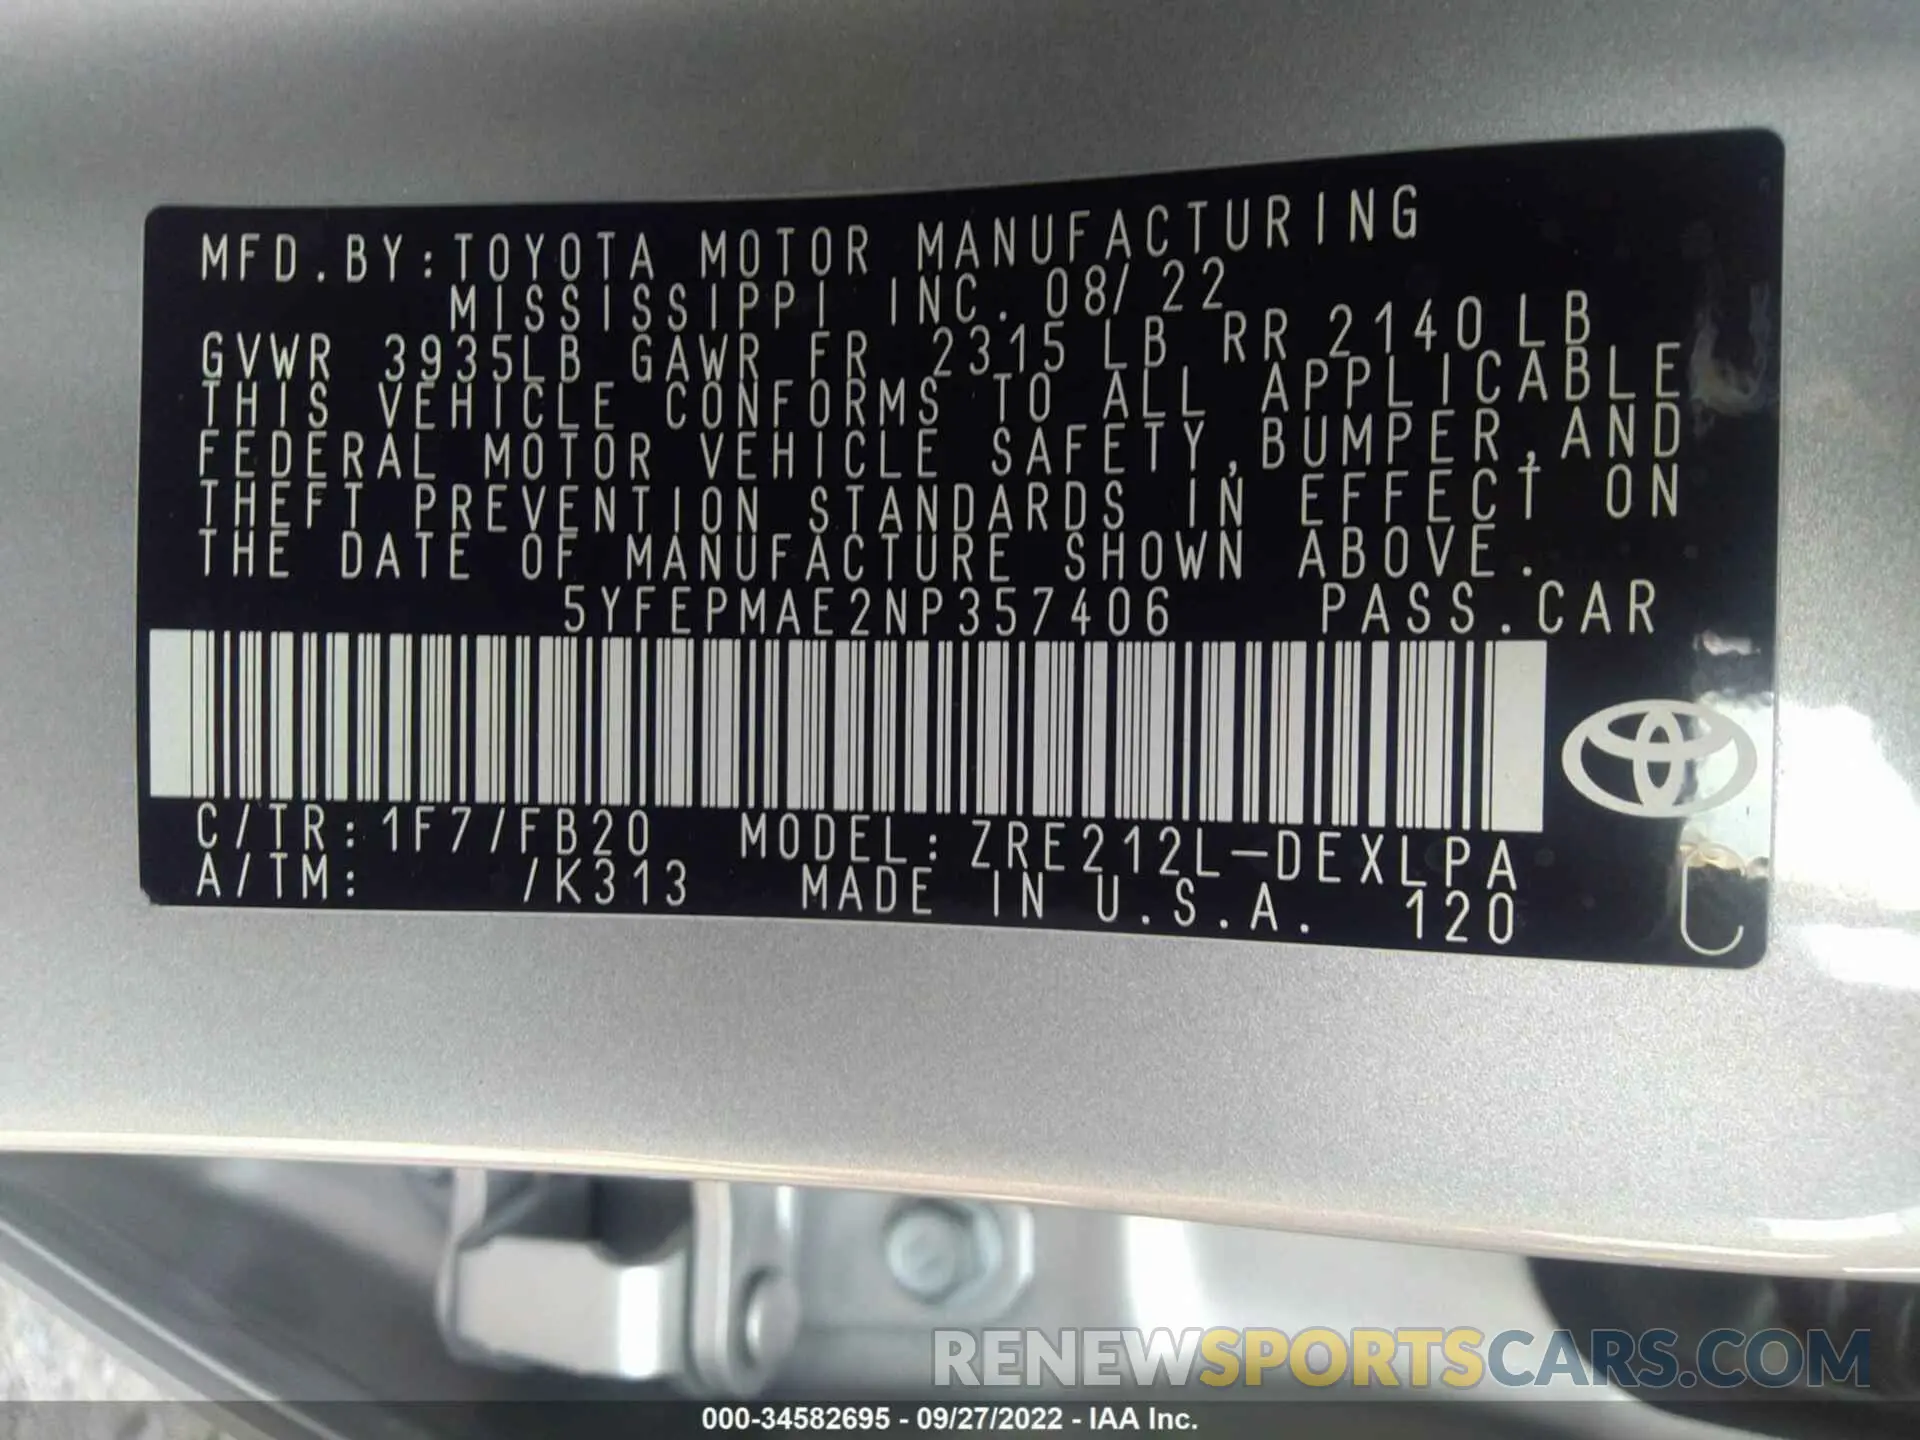 MFD.BY:TOYOTA MOTOR MANUFACTURING
MISSISSIPPI INC. 08/22
GVWR 3935LB GAWR FR 2315 LB RR 2140 LB
THIS VEHICLE CONFORMS TO ALL APPLICABLE
FEDERAL MOTOR VEHICLE SAFETY, BUMPER, AND
THEFT PREVENTION STANDARDS IN EFFECT ON
THE DATE OF MANUFACTURE SHOWN ABOVE.
5YFEPMAE2NP357406 PASS.CAR
C/TR: 1F7/FB20 MODEL: ZRE212L-DEXLPA
A/TM: /K313 MADE IN U.S.A. 120
C
RENEWSPORTSCARS.COM
000-34582695 - 09/27/2022 - IAA Inc.